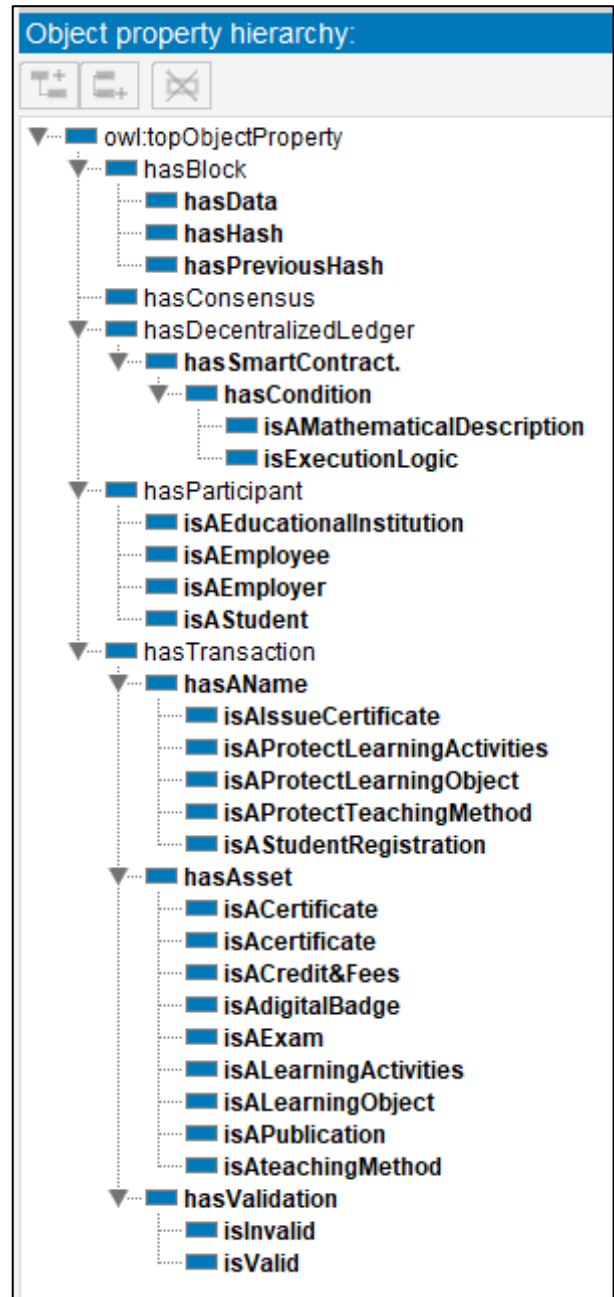 Object property hierarchy:
owl:topObjectProperty
hasBlock
hasData
hasHash
hasPreviousHash
hasConsensus
hasDecentralizedLedger
hasSmartContract.
hasCondition
isAMathematicalDescription
isExecutionLogic
hasParticipant
isAEducationalInstitution
isAEmployee
isAEmployer
isAStudent
hasTransaction
hasAName
isAIssueCertificate
isAProtectLearningActivities
isAProtectLearningObject
isAProtectTeachingMethod
isAStudentRegistration
hasAsset
isACertificate
isAcertificate
isACredit&Fees
isAdigitalBadge
isAExam
isALearningActivities
isALearningObject
isAPublication
isAteachingMethod
hasValidation
isInvalid
isValid